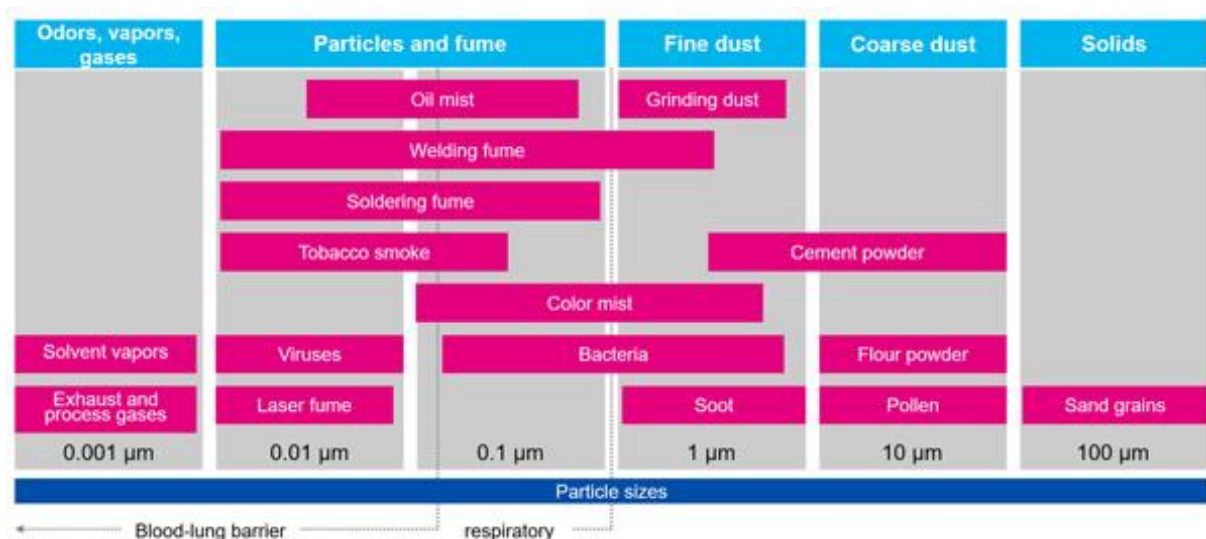 Odors, vapors,
gases
Particles and fume
Fine dust
Coarse dust
Solids
Oil mist
Grinding dust
Welding fume
Soldering fume
Tobacco smoke
Cement powder
Color mist
Solvent vapors
Viruses
Bacteria
Flour powder
Exhaust and
process gases
Laser fume
Soot
Pollen
Sand grains
0.001 µm
0.01 µm
0.1 µm
1 µm
10 µm
100 µm
Particle sizes
Blood-lung barrier
respiratory